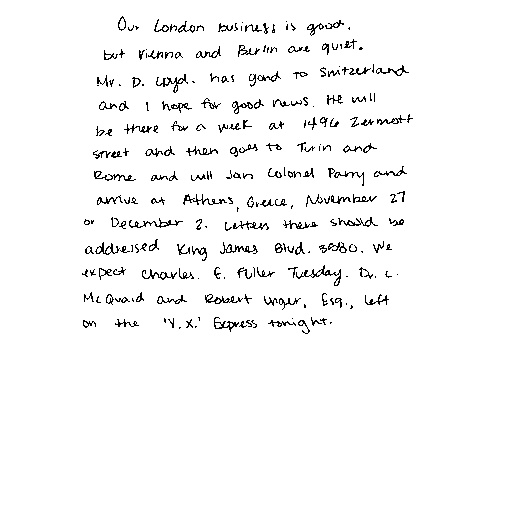 Our London business is good,
but Vienna and Berlin are quiet.
Mr. D. Lloyd. has gond to Switzerland
and I hope for good news. He will
be there for a week at 1496 Zermott
street and then goes to Turin and
Rome and will Join Colonel Parry and
arrive at Athens, Greece, November 27
or December 2. Letters there should be
addressed King James Blvd. 3580. We
expect Charles. E. Fuller Tuesday. Dr. L.
McQuaid and Robert Unger, Esq., left
on the 'Y.X.' Express tonight.